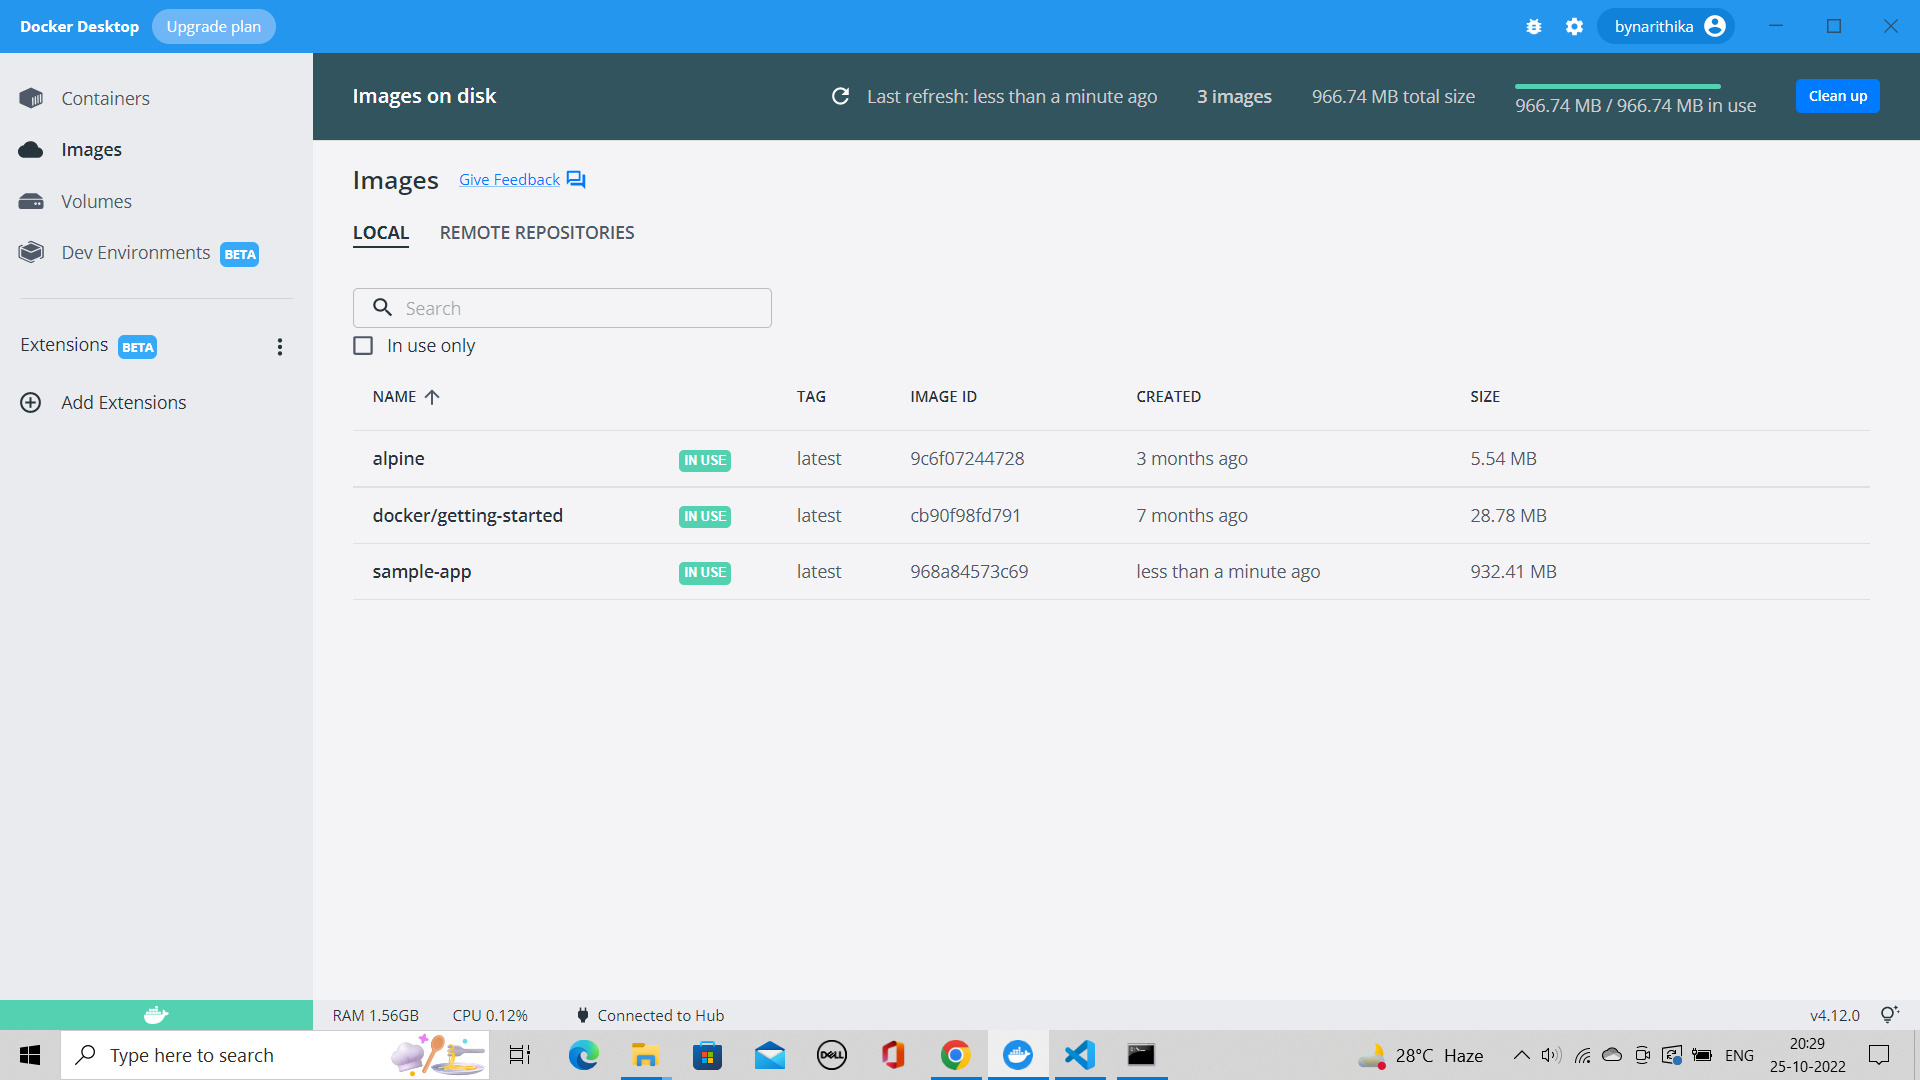 Docker Desktop Upgrade plan bynarithika
Containers
Images
Volumes
Dev Environments BETA
Extensions BETA
Add Extensions
Images on disk Last refresh: less than a minute ago 3 images 966.74 MB total size 966.74 MB / 966.74 MB in use Clean up
Images Give Feedback
LOCAL REMOTE REPOSITORIES
Search
In use only
NAME TAG IMAGE ID CREATED SIZE
alpine IN USE latest 9c6f07244728 3 months ago 5.54 MB
docker/getting-started IN USE latest cb90f98fd791 7 months ago 28.78 MB
sample-app IN USE latest 968a84573c69 less than a minute ago 932.41 MB
RAM 1.56GB CPU 0.12% Connected to Hub v4.12.0
Type here to search DELL 28°C Haze ENG 20:29
25-10-2022